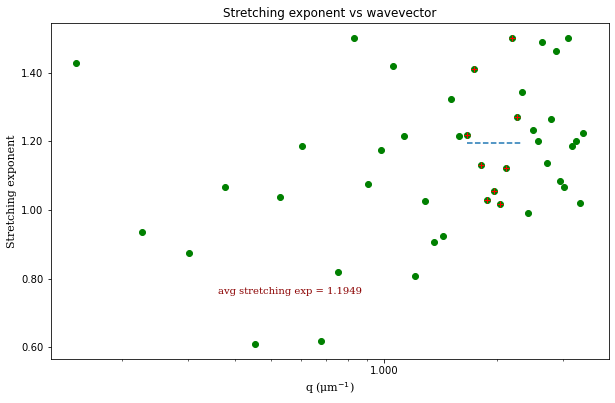 Stretching exponent vs wavevector
Stretching exponent
1.40
1.20
1.00
0.80
0.60
avg stretching exp = 1.1949
1.000
q (μm⁻¹)